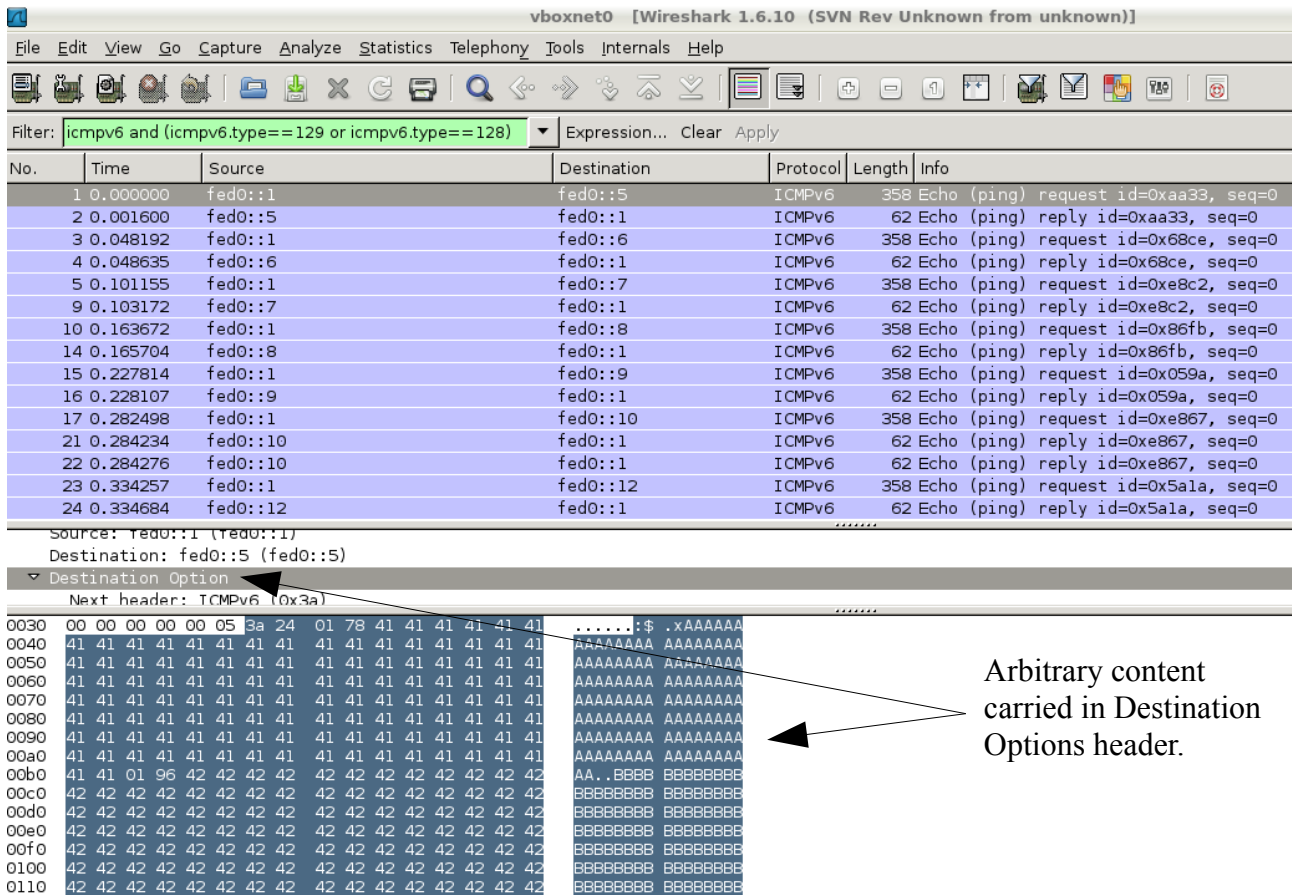 vboxnet0 [Wireshark 1.6.10 (SVN Rev Unknown from unknown)]
File Edit View Go Capture Analyze Statistics Telephony Tools Internals Help
Filter: icmpv6 and (icmpv6.type==129 or icmpv6.type==128) Expression... Clear Apply
No. Time Source Destination Protocol Length Info
1 0.000000 fed0::1 fed0::5 ICMPv6 358 Echo (ping) request id=0xaa33, seq=0
2 0.001600 fed0::5 fed0::1 ICMPv6 62 Echo (ping) reply id=0xaa33, seq=0
3 0.048192 fed0::1 fed0::6 ICMPv6 358 Echo (ping) request id=0x68ce, seq=0
4 0.048635 fed0::6 fed0::1 ICMPv6 62 Echo (ping) reply id=0x68ce, seq=0
5 0.101155 fed0::1 fed0::7 ICMPv6 358 Echo (ping) request id=0xe8c2, seq=0
9 0.103172 fed0::7 fed0::1 ICMPv6 62 Echo (ping) reply id=0xe8c2, seq=0
10 0.163672 fed0::1 fed0::8 ICMPv6 358 Echo (ping) request id=0x86fb, seq=0
14 0.165704 fed0::8 fed0::1 ICMPv6 62 Echo (ping) reply id=0x86fb, seq=0
15 0.227814 fed0::1 fed0::9 ICMPv6 358 Echo (ping) request id=0x059a, seq=0
16 0.228107 fed0::9 fed0::1 ICMPv6 62 Echo (ping) reply id=0x059a, seq=0
17 0.282498 fed0::1 fed0::10 ICMPv6 358 Echo (ping) request id=0xe867, seq=0
21 0.284234 fed0::10 fed0::1 ICMPv6 62 Echo (ping) reply id=0xe867, seq=0
22 0.284276 fed0::10 fed0::1 ICMPv6 62 Echo (ping) reply id=0xe867, seq=0
23 0.334257 fed0::1 fed0::12 ICMPv6 358 Echo (ping) request id=0x5a1a, seq=0
24 0.334684 fed0::12 fed0::1 ICMPv6 62 Echo (ping) reply id=0x5a1a, seq=0
Source: fed0::1 (fed0::1)
Destination: fed0::5 (fed0::5)
Destination Option
Next header: ICMPv6 (0x3a)
0030 00 00 00 00 00 05 3a 24 01 78 41 41 41 41 41 41 ......:$ .xAAAAAA
0040 41 41 41 41 41 41 41 41 41 41 41 41 41 41 41 41 AAAAAAAA AAAAAAAA
0050 41 41 41 41 41 41 41 41 41 41 41 41 41 41 41 41 AAAAAAAA AAAAAAAA
0060 41 41 41 41 41 41 41 41 41 41 41 41 41 41 41 41 AAAAAAAA AAAAAAAA
0070 41 41 41 41 41 41 41 41 41 41 41 41 41 41 41 41 AAAAAAAA AAAAAAAA
0080 41 41 41 41 41 41 41 41 41 41 41 41 41 41 41 41 AAAAAAAA AAAAAAAA
0090 41 41 41 41 41 41 41 41 41 41 41 41 41 41 41 41 AAAAAAAA AAAAAAAA
00a0 41 41 41 41 41 41 41 41 41 41 41 41 41 41 41 41 AAAAAAAA AAAAAAAA
00b0 41 41 01 96 42 42 42 42 42 42 42 42 42 42 42 42 AA..BBBB BBBBBBBB
00c0 42 42 42 42 42 42 42 42 42 42 42 42 42 42 42 42 BBBBBBBB BBBBBBBB
00d0 42 42 42 42 42 42 42 42 42 42 42 42 42 42 42 42 BBBBBBBB BBBBBBBB
00e0 42 42 42 42 42 42 42 42 42 42 42 42 42 42 42 42 BBBBBBBB BBBBBBBB
00f0 42 42 42 42 42 42 42 42 42 42 42 42 42 42 42 42 BBBBBBBB BBBBBBBB
0100 42 42 42 42 42 42 42 42 42 42 42 42 42 42 42 42 BBBBBBBB BBBBBBBB
0110 42 42 42 42 42 42 42 42 42 42 42 42 42 42 42 42 BBBBBBBB BBBBBBBB
Arbitrary content
carried in Destination
Options header.